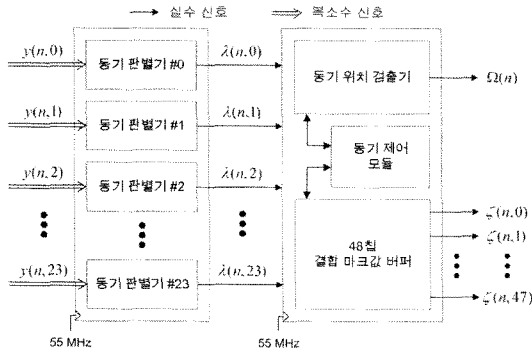 실수 신호
복소수 신호
y(n,0)
동기 판별기 #0
λ(n,0)
y(n,1)
동기 판별기 #1
λ(n,1)
y(n,2)
동기 판별기 #2
λ(n,2)
y(n,23)
동기 판별기 #23
λ(n,23)
동기 위치 검출기
Ω(n)
동기 제어
모듈
48칩
결합 마크값 버퍼
ζ(n,0)
ζ(n,1)
ζ(n,47)
55 MHz
55 MHz